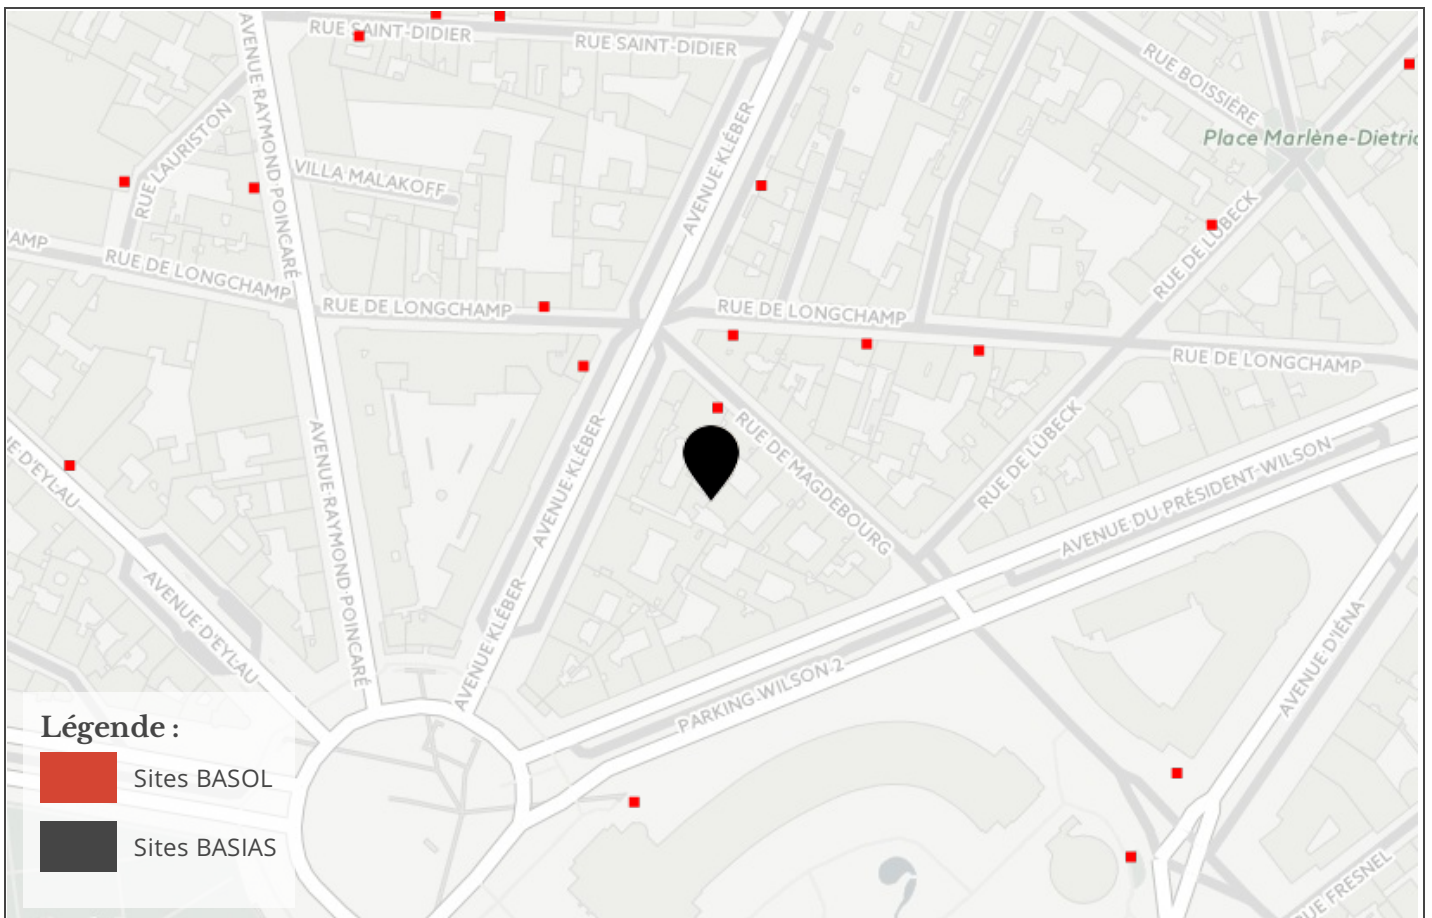 RUE SAINT-DIDIER
RUE SAINT-DIDIER
AVENUE RAYMOND POINCARÉ
RUE BOISSIÈRE
Place Marlène-Dietric
RUE LAURISTON
AVENUE KLÉBER
VILLA MALAKOFF
RUE DE LÜBECK
AMP
RUE DE LONGCHAMP
RUE DE LONGCHAMP
RUE DE LONGCHAMP
RUE DE LONGCHAMP
E D'EYLAU
AVENUE RAYMOND POINCARÉ
AVENUE KLÉBER
RUE DE MAGDEBOURG
RUE DE LÜBECK
AVENUE DU PRÉSIDENT-WILSON
AVENUE D'EYLAU
AVENUE KLÉBER
AVENUE D'IÉNA
PARKING WILSON 2
Légende :
Sites BASOL
Sites BASIAS
UE FRESNEL